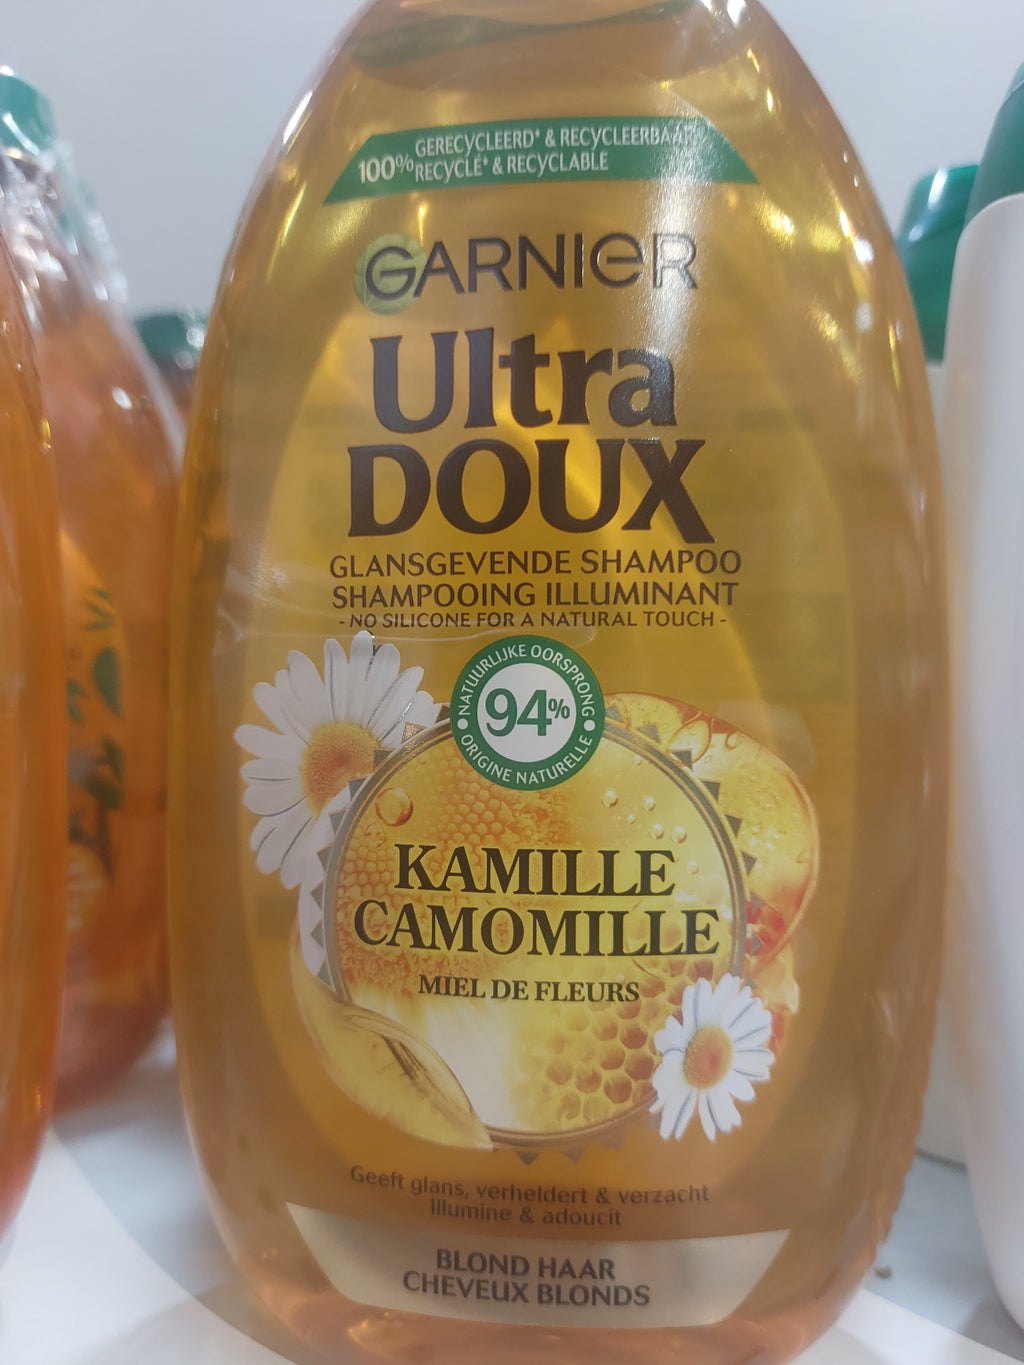 GERECYCLEERD* & RECYCLEERBAAR
100% RECYCLÉ* & RECYCLABLE
GARNIER
Ultra
DOUX
GLANSGEVENDE SHAMPOO
SHAMPOOING ILLUMINANT
- NO SILICONE FOR A NATURAL TOUCH -
NATUURLIJKE OORSPRONG
94%
ORIGINE NATURELLE
KAMILLE
CAMOMILLE
MIEL DE FLEURS
Geeft glans, verheldert & verzacht
Illumine & adoucit
BLOND HAAR
CHEVEUX BLONDS